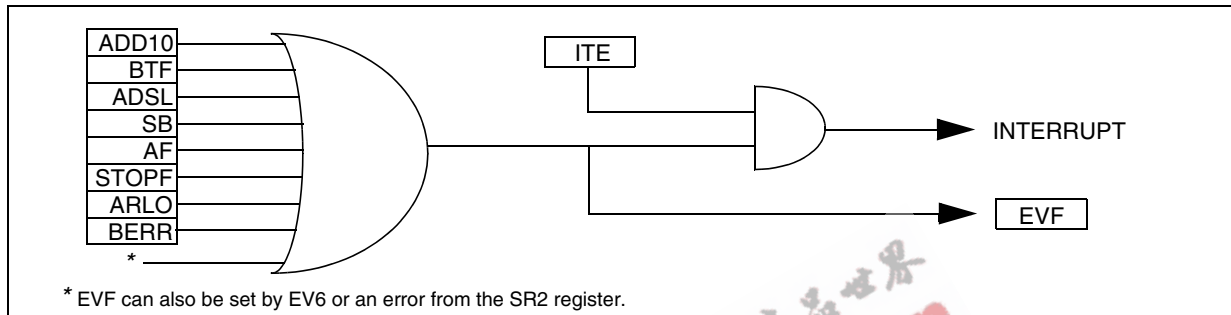 ADD10
BTF
ADSL
SB
AF
STOPF
ARLO
BERR
*
ITE
INTERRUPT
EVF
* EVF can also be set by EV6 or an error from the SR2 register.